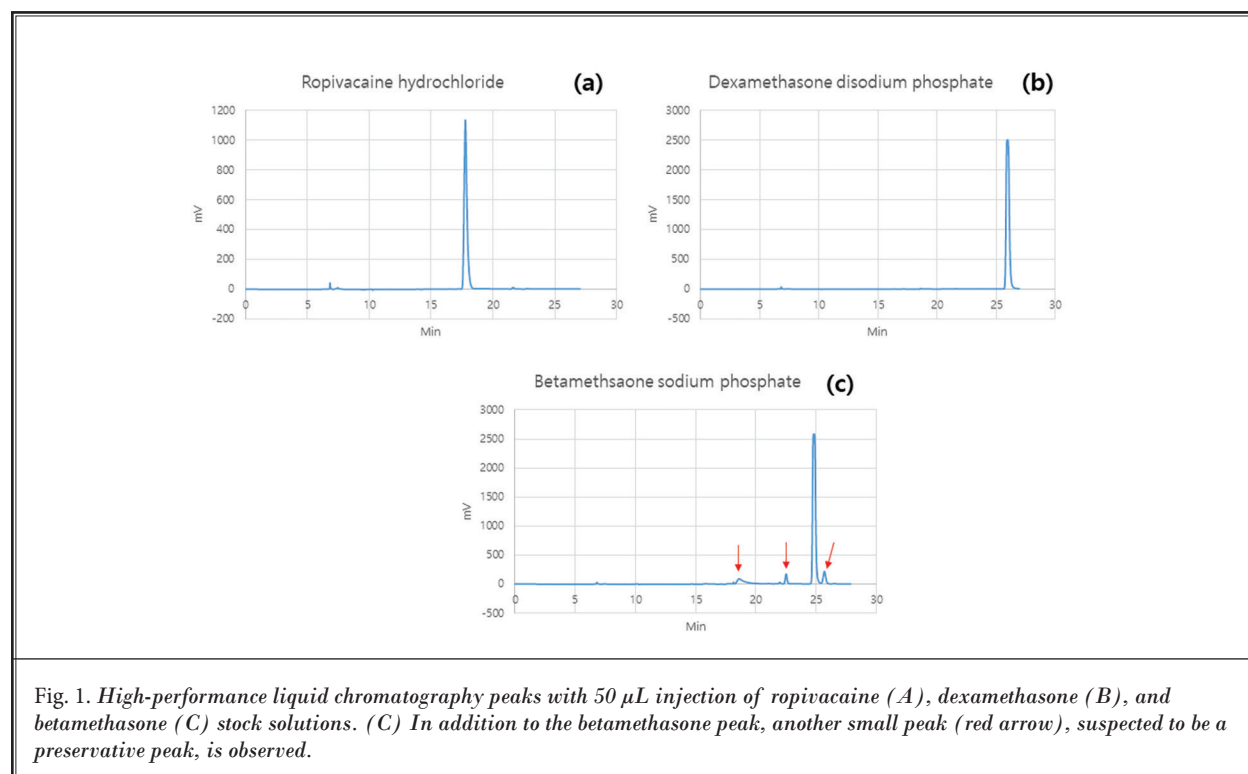 Ropivacaine hydrochloride (a)
1200
1000
800
600
400
200
0
-200
mV
0 5 10 15 20 25 30
Min
Dexamethasone disodium phosphate (b)
3000
2500
2000
1500
1000
500
0
-500
mV
0 5 10 15 20 25 30
Min
Betamethsaone sodium phosphate (c)
3000
2500
2000
1500
1000
500
0
-500
mV
0 5 10 15 20 25 30
Min
Fig. 1. High-performance liquid chromatography peaks with 50 µL injection of ropivacaine (A), dexamethasone (B), and
betamethasone (C) stock solutions. (C) In addition to the betamethasone peak, another small peak (red arrow), suspected to be a
preservative peak, is observed.